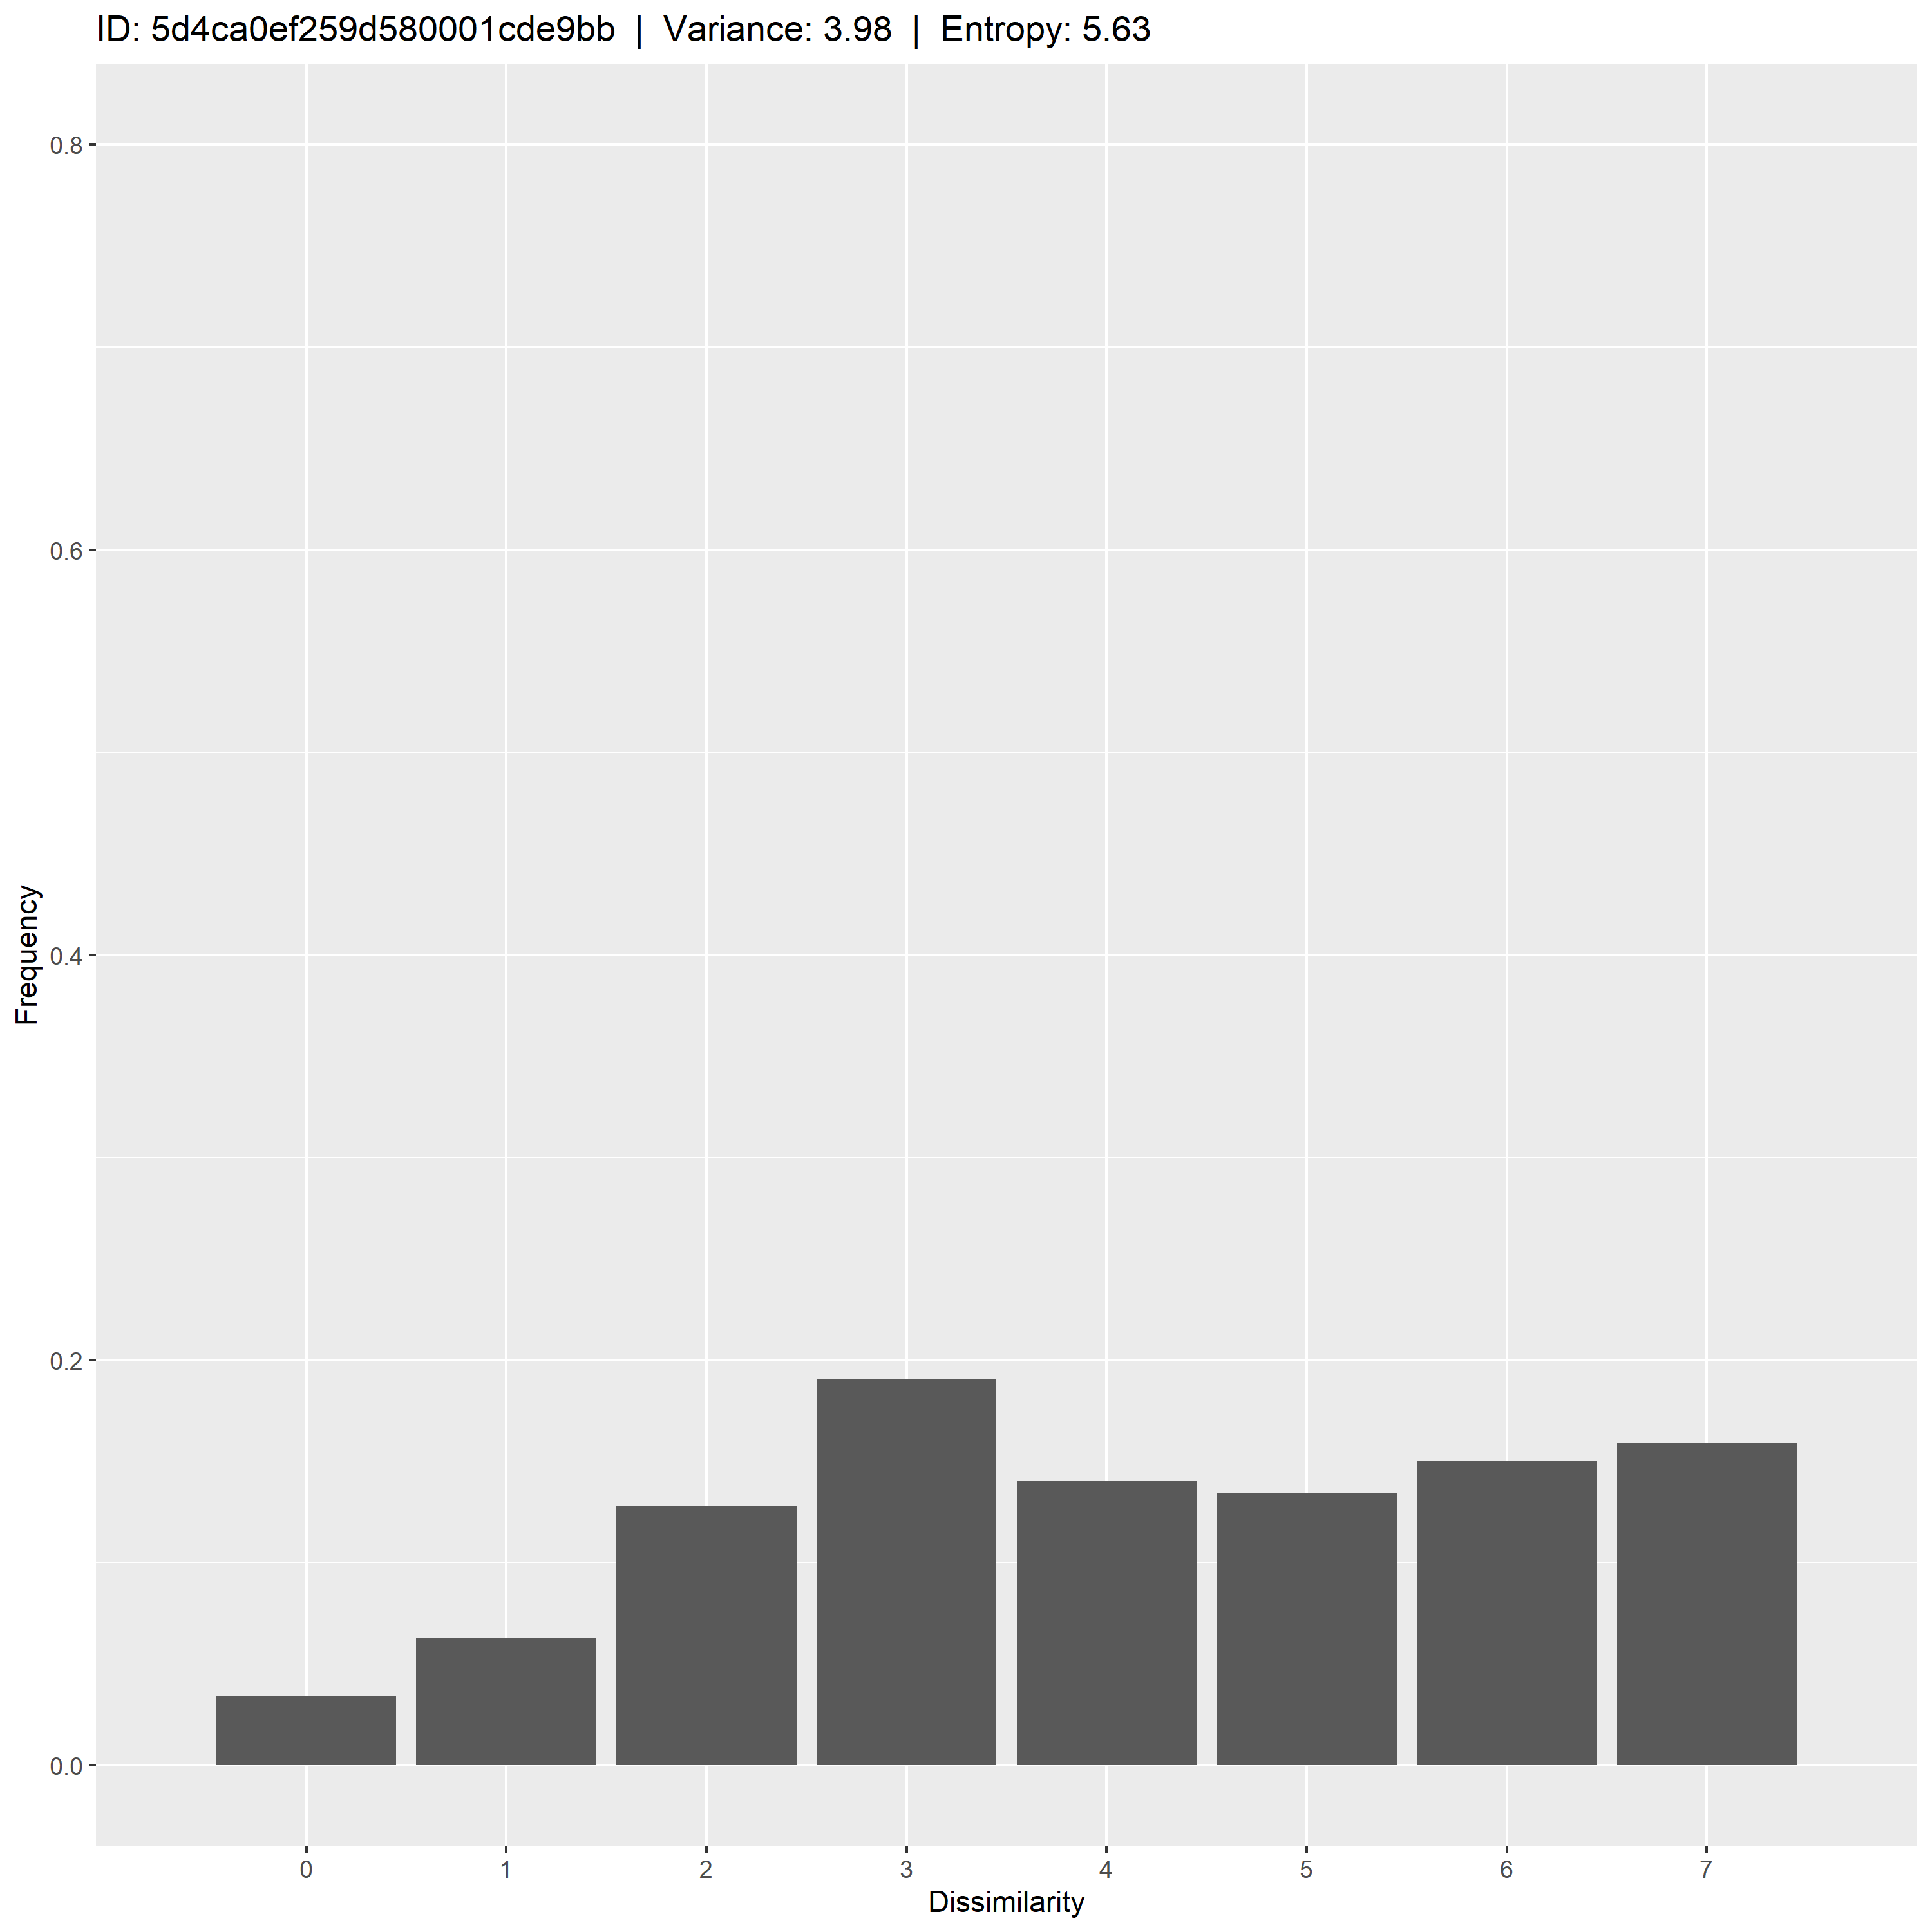 ID: 5d4ca0ef259d580001cde9bb | Variance: 3.98 | Entropy: 5.63
0.8
0.6
0.4
0.2
0.0
Frequency
0 1 2 3 4 5 6 7
Dissimilarity